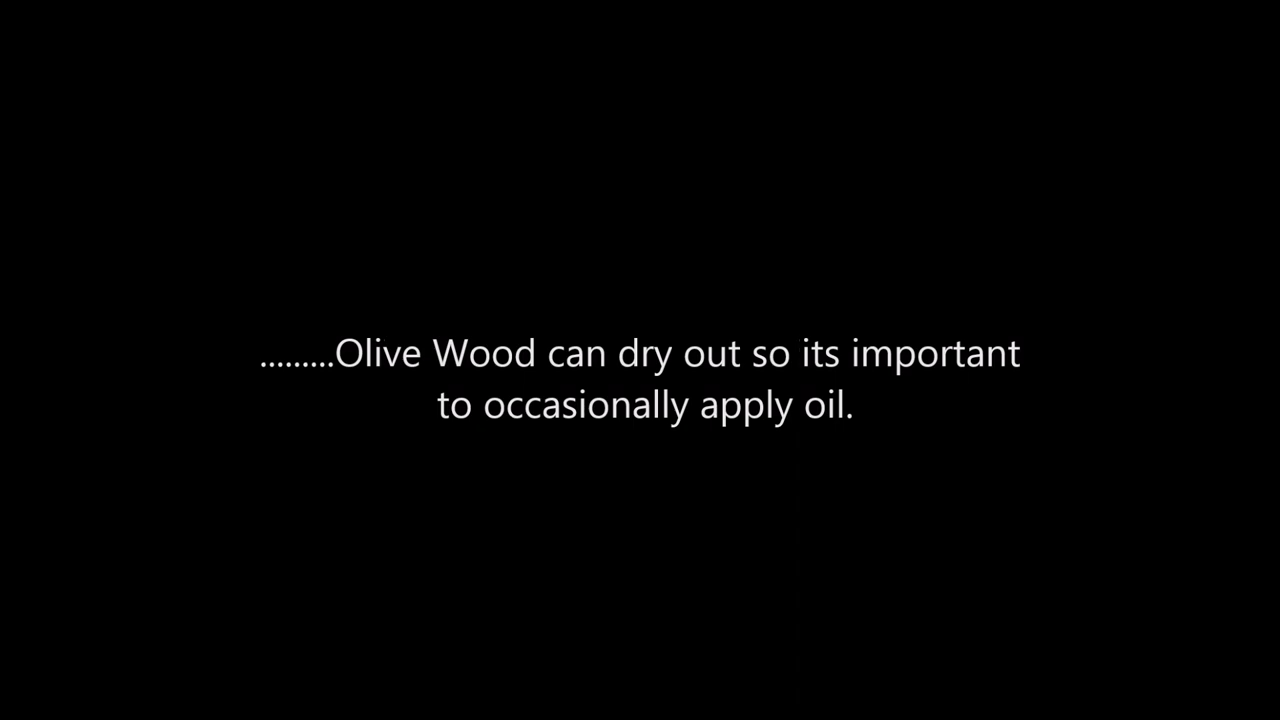 .........Olive Wood can dry out so its important
to occasionally apply oil.